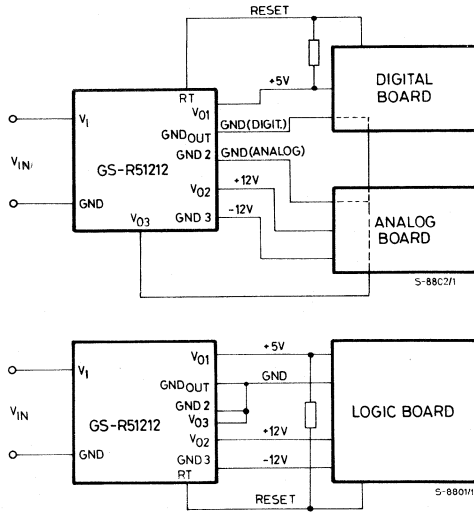 RESET
+5V
DIGITAL
BOARD
RT
V01
GNDOUT
GND(DIGIT.)
VI
VIN
GS-R51212
GND 2
GND(ANALOG)
V02
+12V
GND
V03
GND 3
-12V
ANALOG
BOARD
S-8802/1
V01
+5V
VI
GNDOUT
GND
VIN
GS-R51212
GND 2
V03
LOGIC BOARD
V02
+12V
GND
GND 3
-12V
RT
RESET
S-8801/1